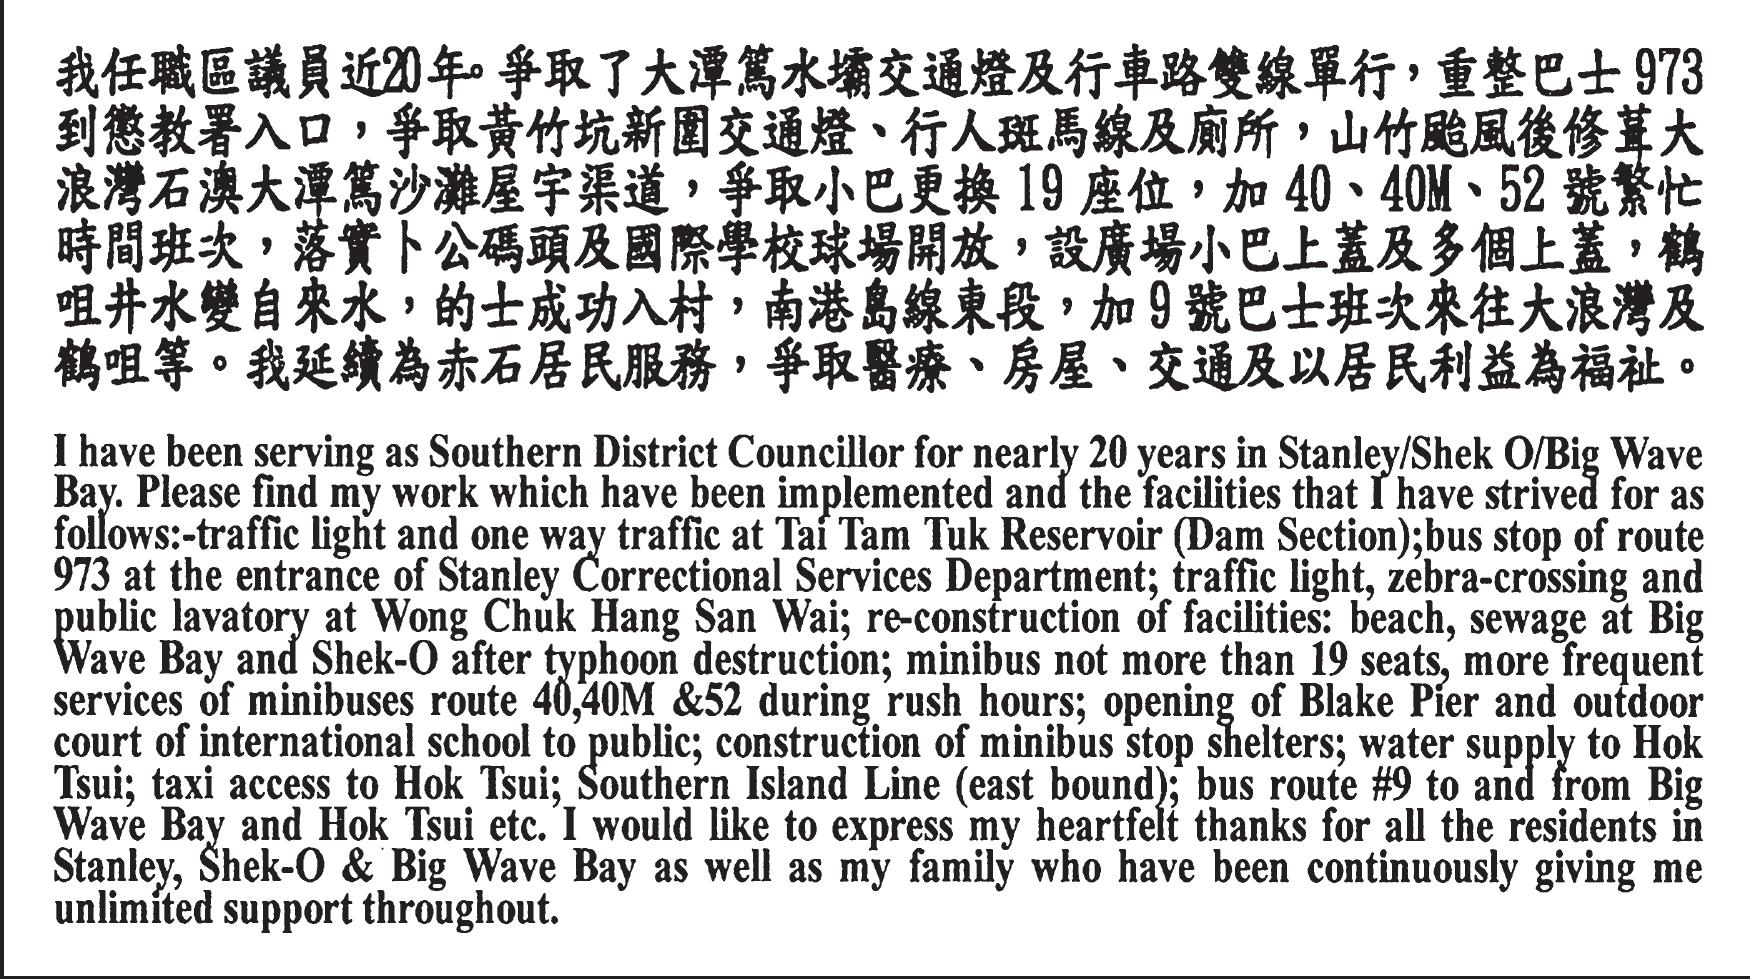 我任職區議員近20年。爭取了大潭篤水壩交通燈及行車路雙線單行，重整巴士 973
到懲教署入口，爭取黃竹坑新圍交通燈、行人斑馬線及廁所，山竹颱風後修葺大
浪灣石澳大潭篤沙灘屋宇渠道，爭取小巴更換 19 座位，加 40、40M、52 號繁忙
時間班次，落實卜公碼頭及國際學校球場開放，設廣場小巴上蓋及多個上蓋，鶴
咀井水變自來水，的士成功入村，南港島線東段，加 9 號巴士班次來往大浪灣及
鶴咀等。我延續為赤石居民服務，爭取醫療、房屋、交通及以居民利益為福祉。
I have been serving as Southern District Councillor for nearly 20 years in Stanley/Shek O/Big Wave
Bay. Please find my work which have been implemented and the facilities that I have strived for as
follows:-traffic light and one way traffic at Tai Tam Tuk Reservoir (Dam Section);bus stop of route
973 at the entrance of Stanley Correctional Services Department; traffic light, zebra-crossing and
public lavatory at Wong Chuk Hang San Wai; re-construction of facilities: beach, sewage at Big
Wave Bay and Shek-O after typhoon destruction; minibus not more than 19 seats, more frequent
services of minibuses route 40,40M &52 during rush hours; opening of Blake Pier and outdoor
court of international school to public; construction of minibus stop shelters; water supply to Hok
Tsui; taxi access to Hok Tsui; Southern Island Line (east bound); bus route #9 to and from Big
Wave Bay and Hok Tsui etc. I would like to express my heartfelt thanks for all the residents in
Stanley, Shek-O & Big Wave Bay as well as my family who have been continuously giving me
unlimited support throughout.